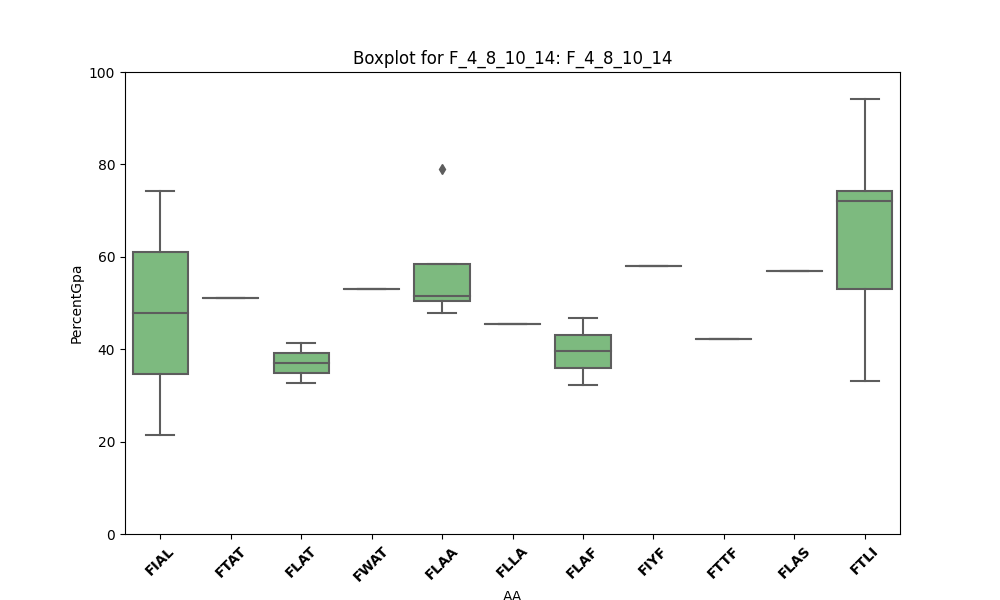 Boxplot for F_4_8_10_14: F_4_8_10_14
PercentGpa
100
80
60
40
20
0
FIAL
FTAT
FLAT
FWAT
FLAA
FLLA
FLAF
FIYF
FTTF
FLAS
FTLI
AA